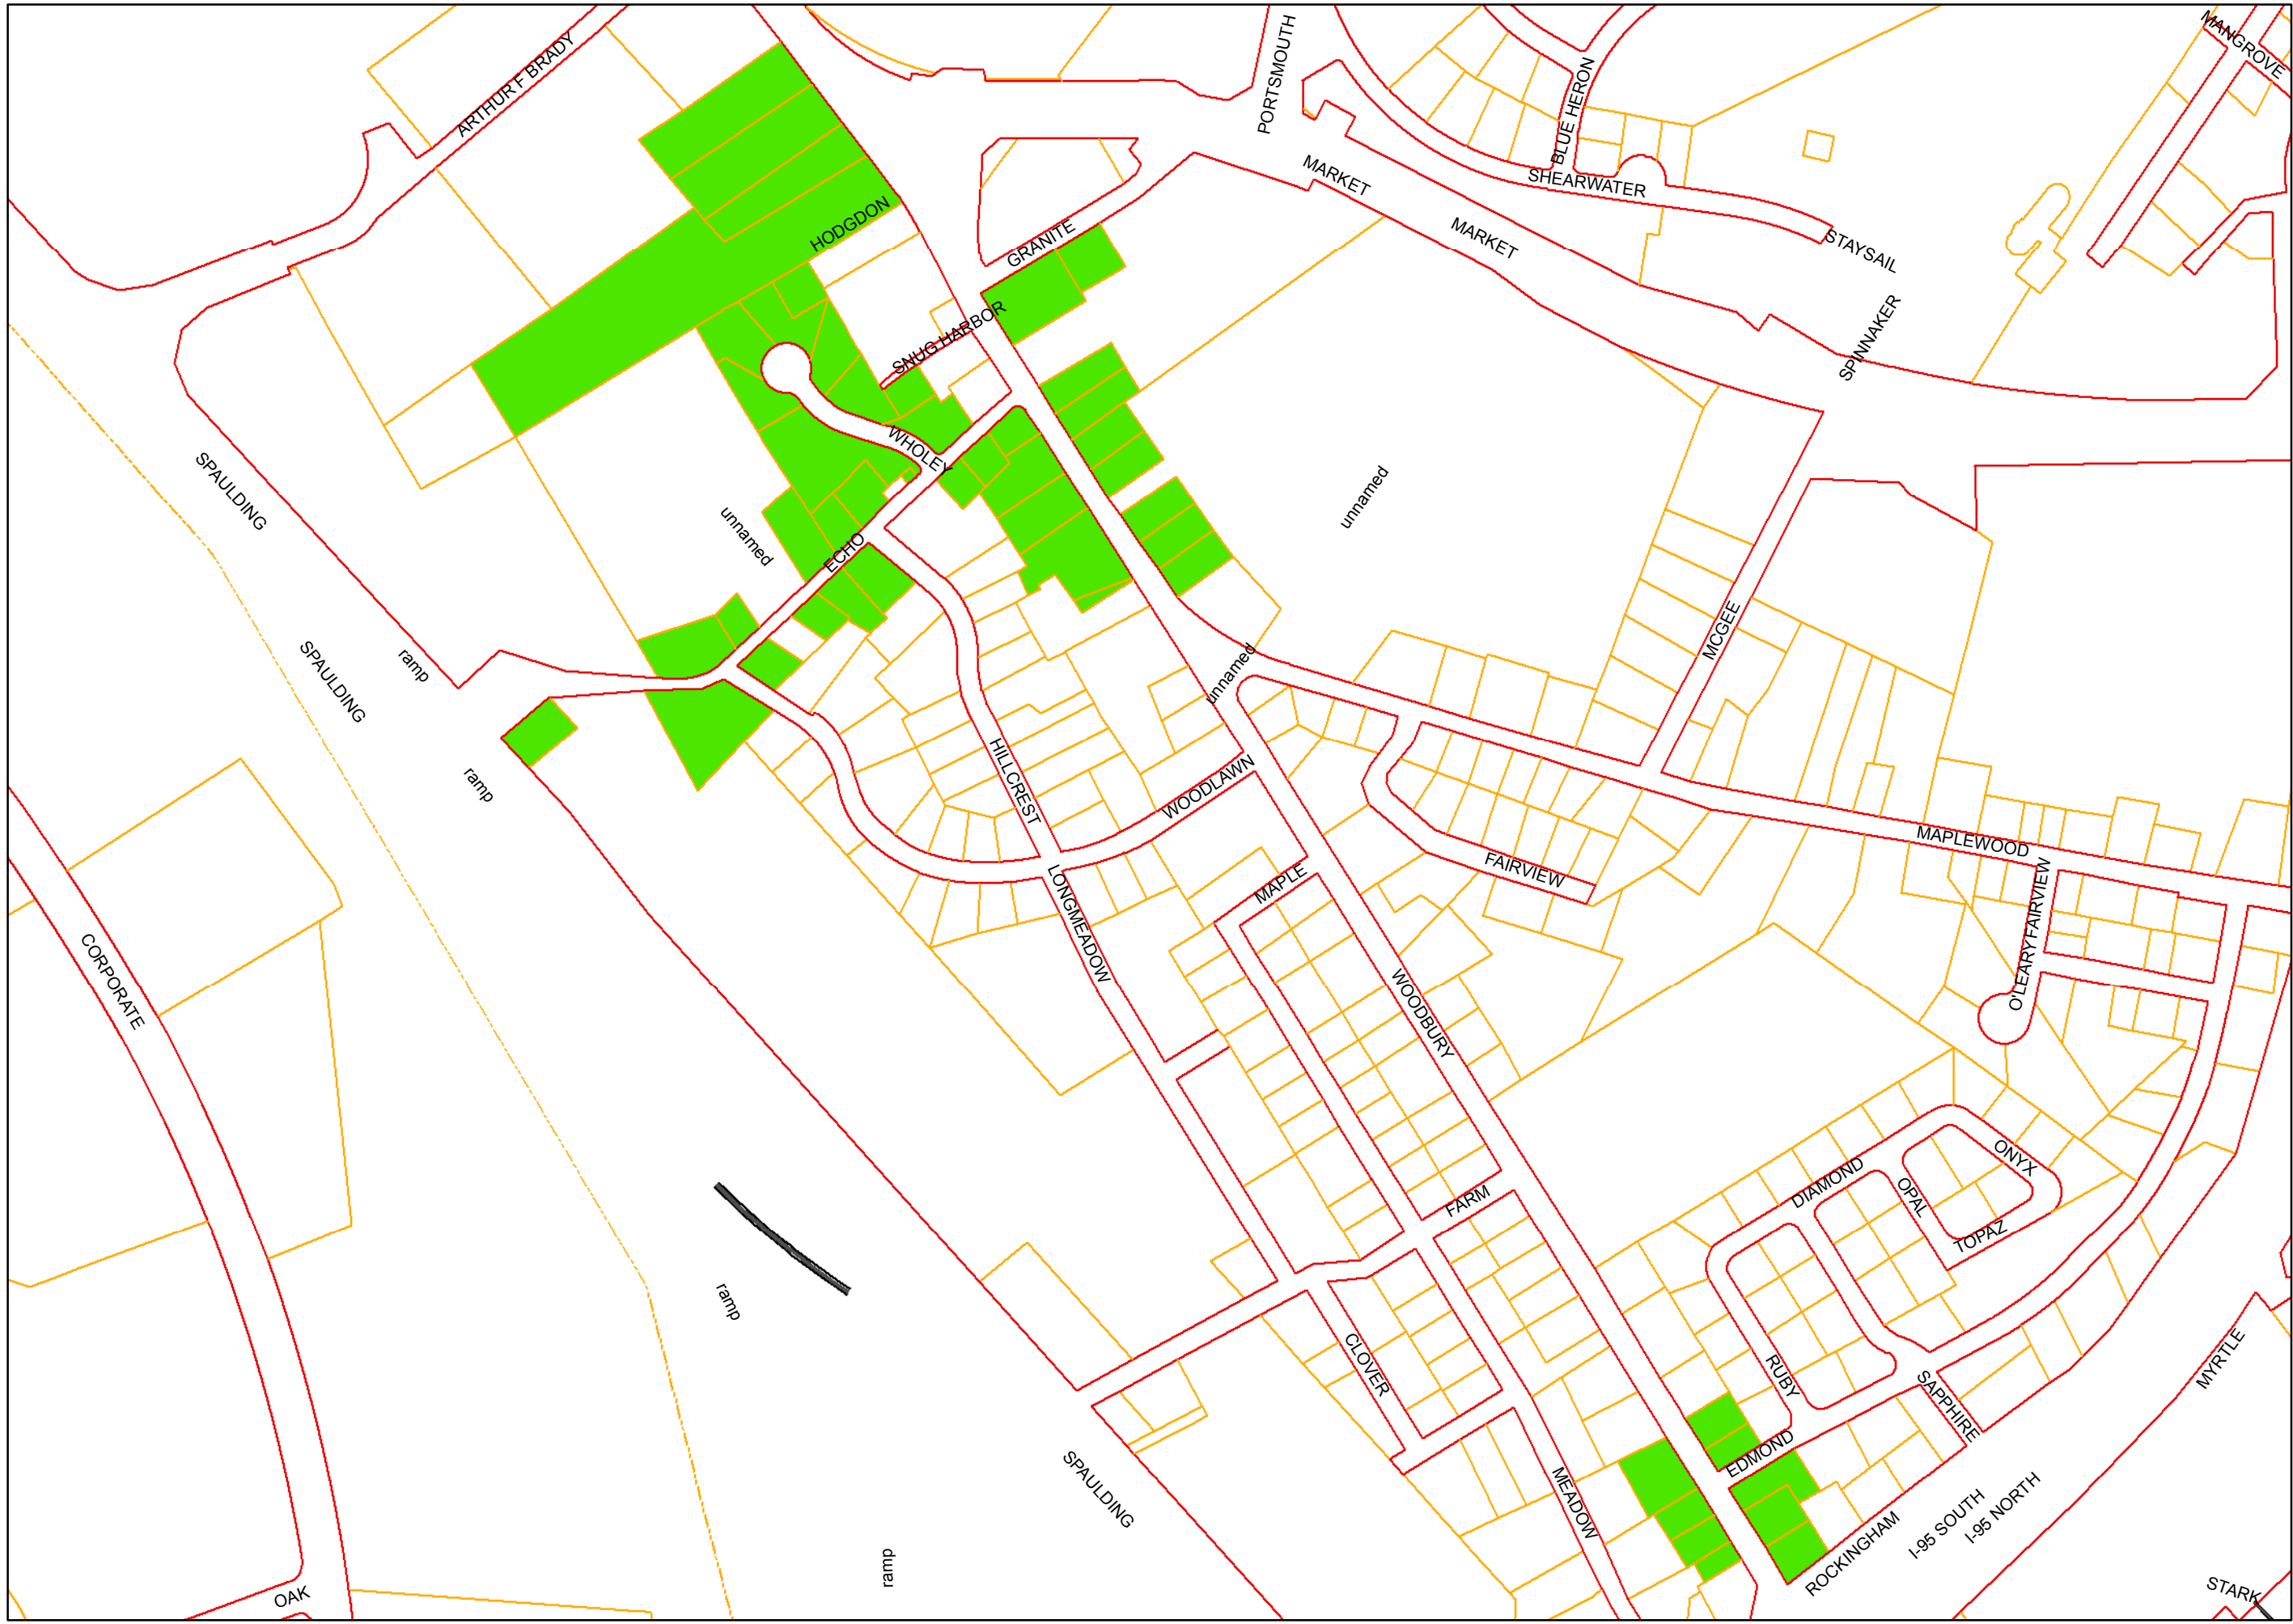 MANGROVE
ARTHUR F BRADY
PORTSMOUTH
BLUE HERON
MARKET
SHEARWATER
HODGDON
GRANITE
MARKET
STAYSAIL
SNUG HARBOR
SPINNAKER
WHOLEY
SPAULDING
unnamed
unnamed
ECHO
SPAULDING
ramp
unnamed
MCGEE
ramp
HILLCREST
WOODLAWN
MAPLEWOOD
FAIRVIEW
MAPLE
FAIRVIEW
O'LEARY
LONGMEADOW
CORPORATE
WOODBURY
ONYX
DIAMOND
OPAL
FARM
TOPAZ
ramp
CLOVER
RUBY
MYRTLE
SAPPHIRE
EDMOND
SPAULDING
MEADOW
I-95 SOUTH
I-95 NORTH
ROCKINGHAM
ramp
OAK
STARK